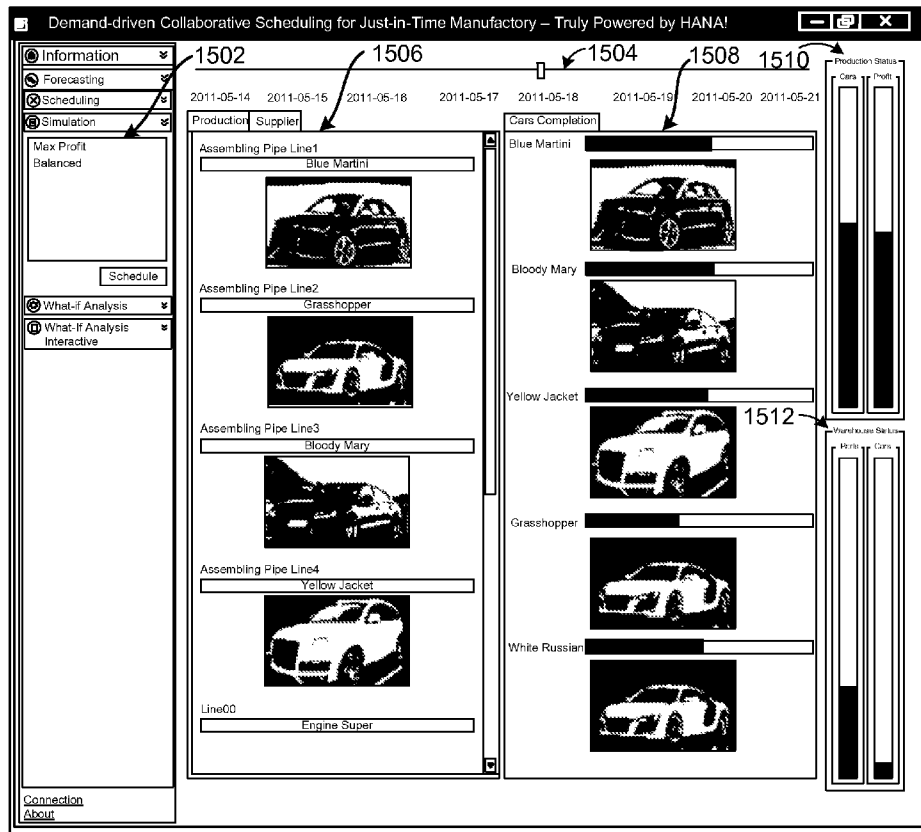 Demand-driven Collaborative Scheduling for Just-in-Time Manufactory – Truly Powered by HANA!
Information
Forecasting
Scheduling
Simulation
Max Profit
Balanced
Schedule
What-if Analysis
What-If Analysis
Interactive
Connection
About
1502
1506
1504
1508
1510
2011-05-14 2011-05-15 2011-05-16 2011-05-17 2011-05-18 2011-05-19 2011-05-20 2011-05-21
Production Supplier
Assembling Pipe Line1
Blue Martini
Assembling Pipe Line2
Grasshopper
Assembling Pipe Line3
Bloody Mary
Assembling Pipe Line4
Yellow Jacket
Line00
Engine Super
Cars Completion
Blue Martini
Bloody Mary
Yellow Jacket
Grasshopper
White Russian
Production Status
Cars Profit
1512
Warehouse Status
Parts Cars